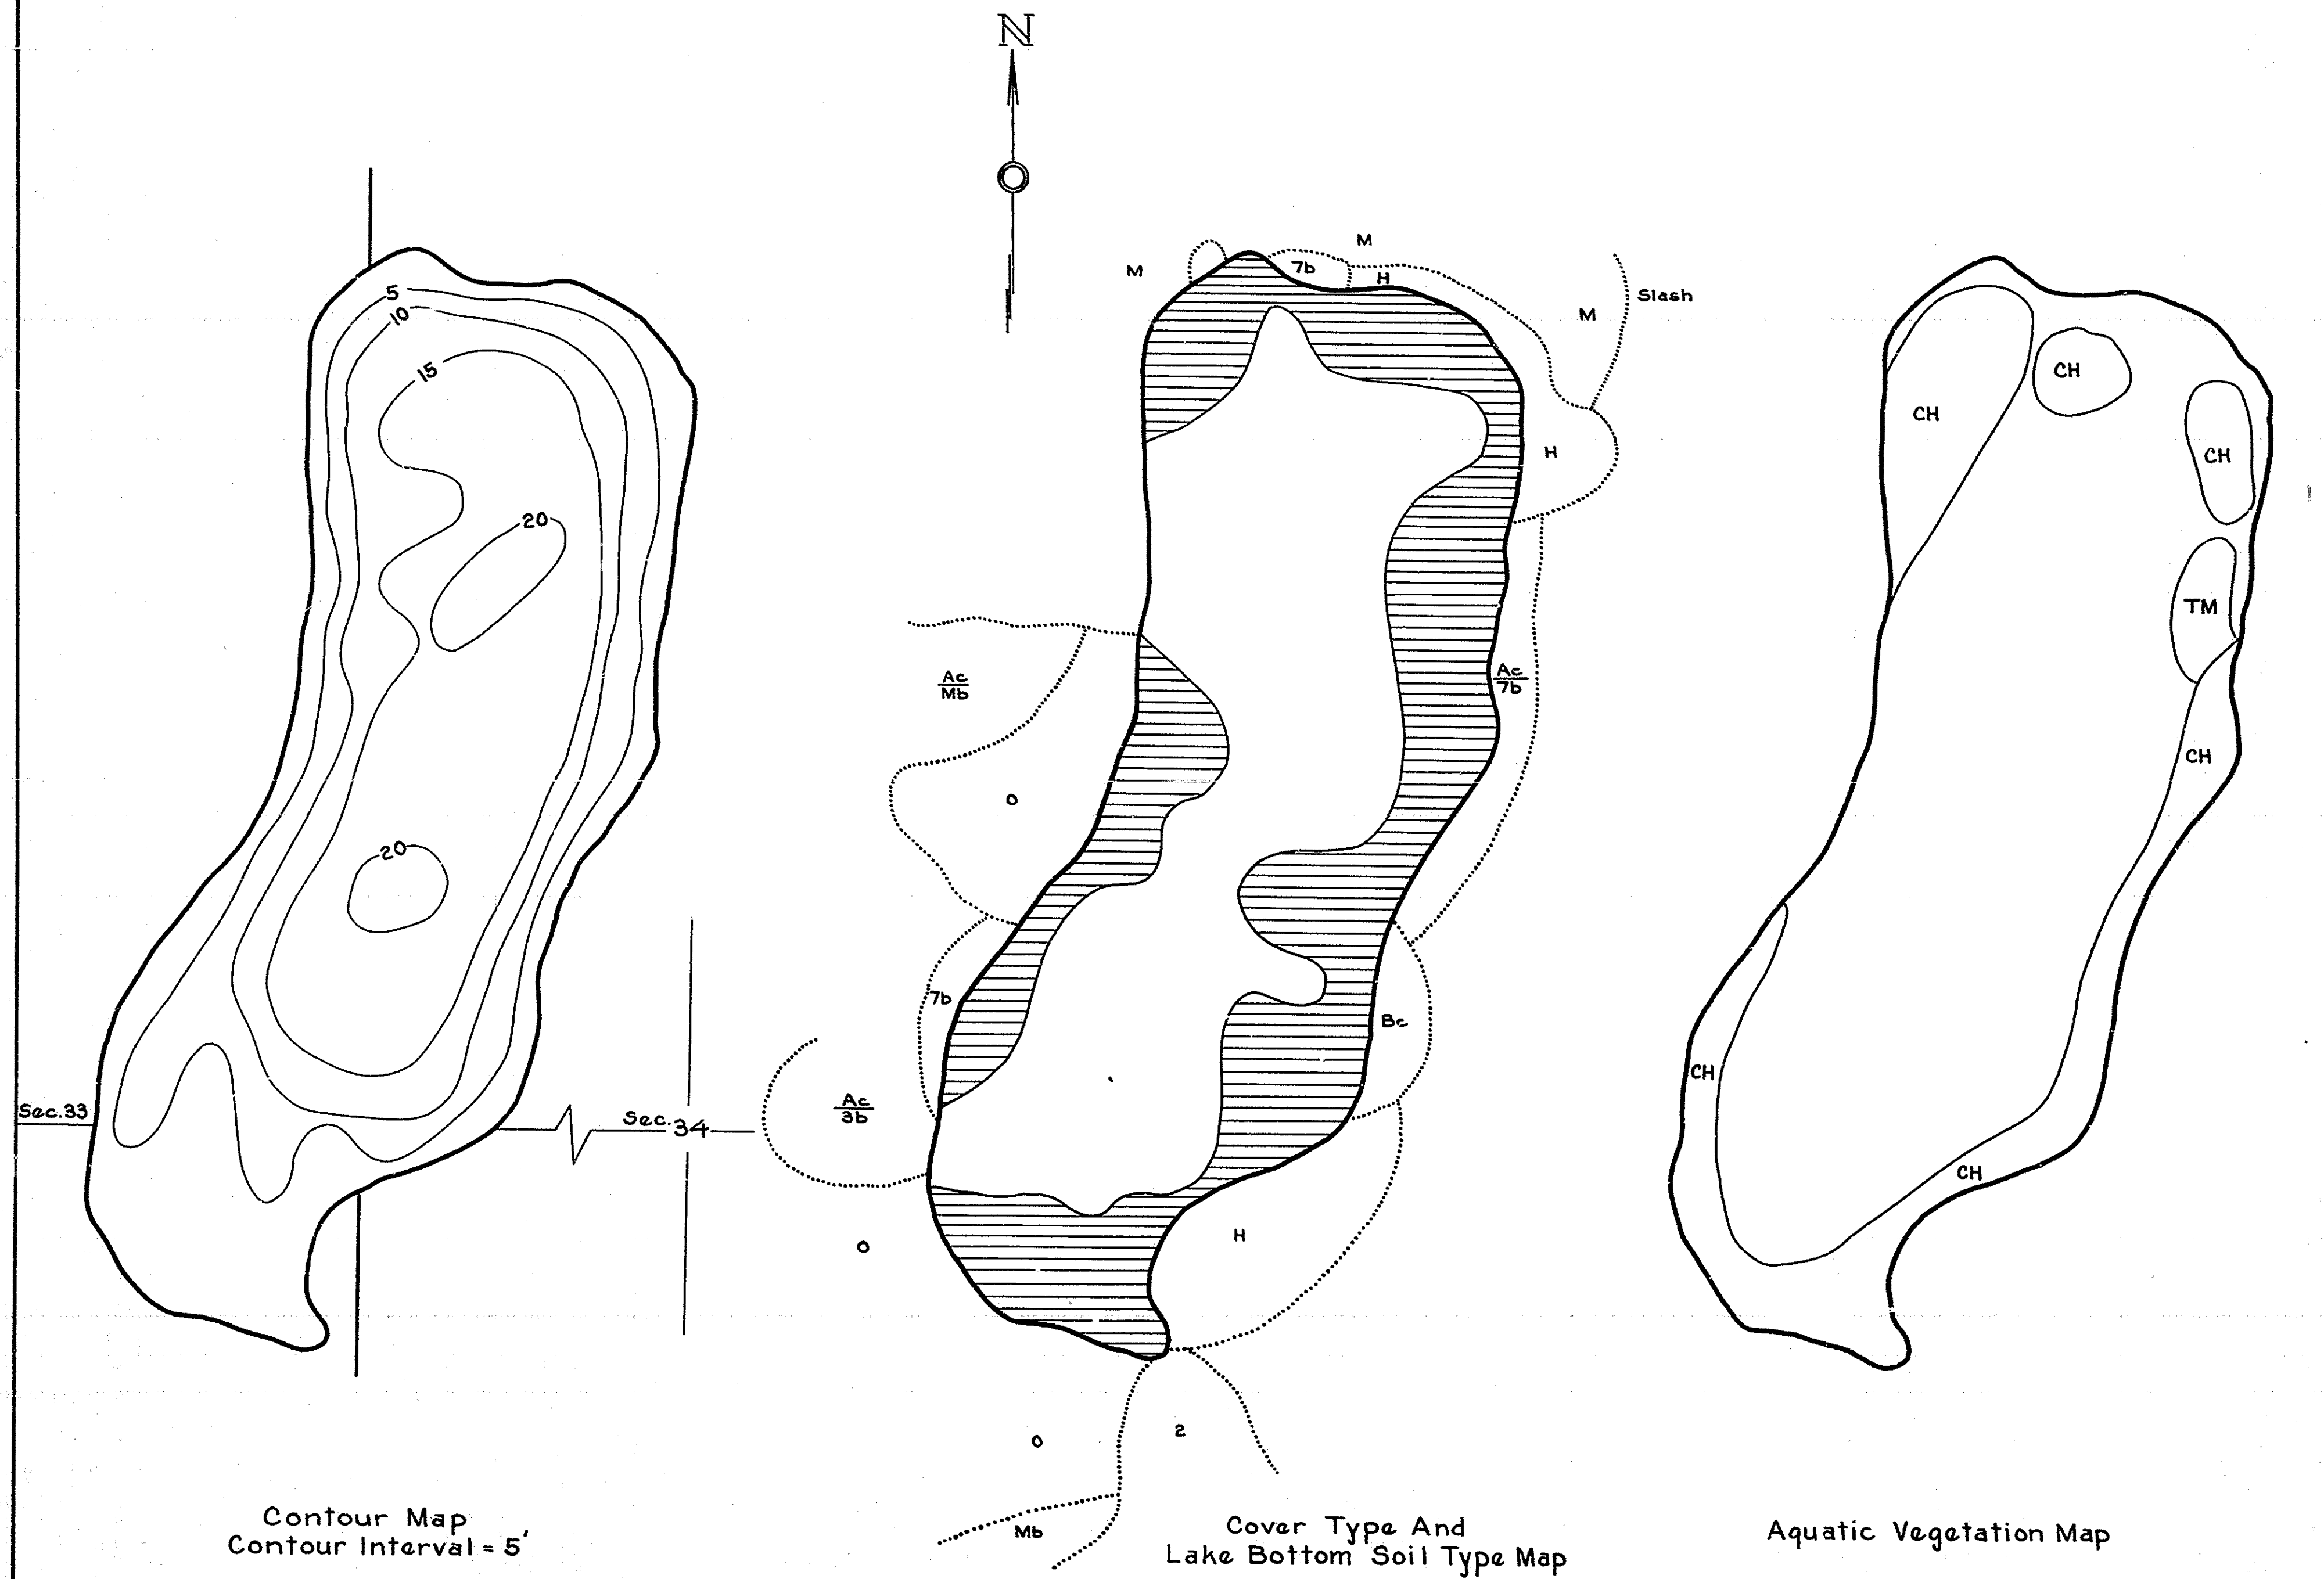 N
5
10
15
20
20
Sec. 33
Sec. 34
Contour Map
Contour Interval = 5'
M
M
7b
H
M
Slash
H
Ac
Mb
Ac
7b
O
7b
Bc
Ac
3b
O
H
O
2
Mb
Cover Type And
Lake Bottom Soil Type Map
CH
CH
CH
TM
CH
CH
CH
Aquatic Vegetation Map